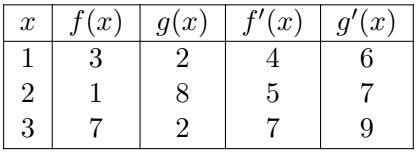 x f(x) g(x) f′(x) g′(x)
1 3 2 4 6
2 1 8 5 7
3 7 2 7 9